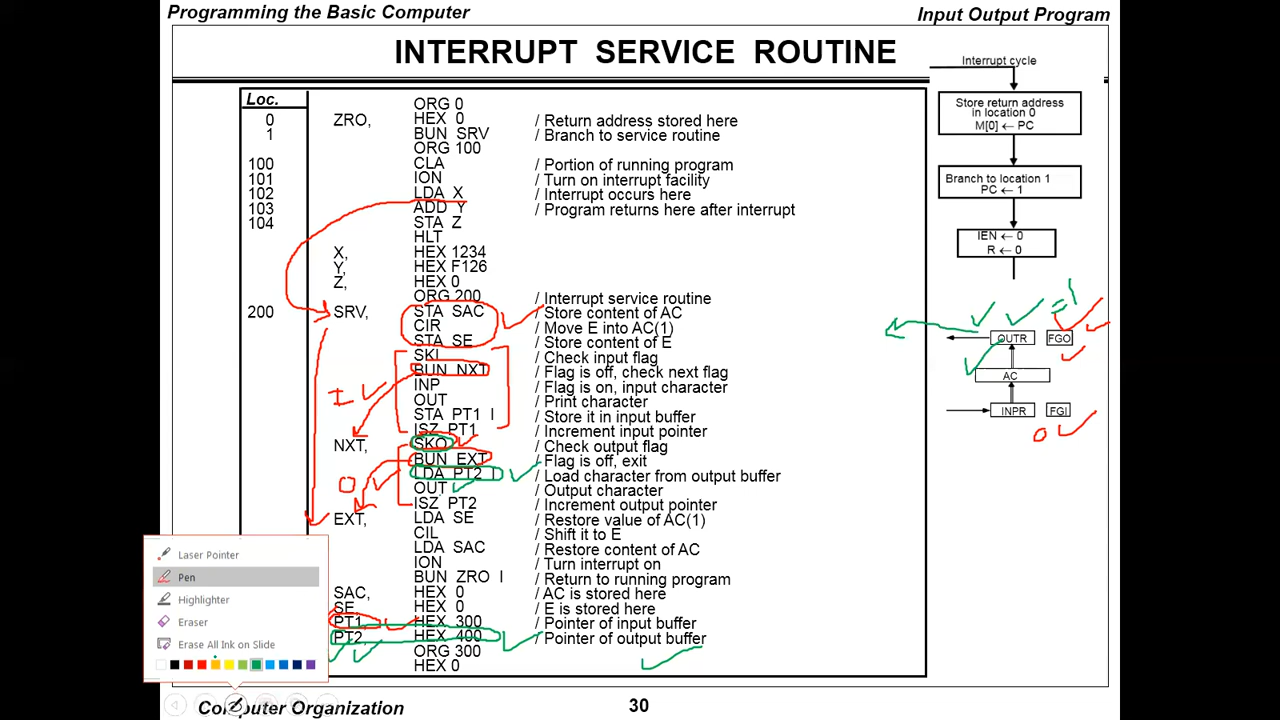 Programming the Basic Computer
Input Output Program
INTERRUPT SERVICE ROUTINE
Loc.
ORG 0
0 ZRO, HEX 0 / Return address stored here
1 BUN SRV / Branch to service routine
ORG 100
100 CLA / Portion of running program
101 ION / Turn on interrupt facility
102 LDA X / Interrupt occurs here
103 ADD Y / Program returns here after interrupt
104 STA Z
HLT
X, HEX 1234
Y, HEX F126
Z, HEX 0
ORG 200 / Interrupt service routine
200 SRV, STA SAC / Store content of AC
CIR / Move E into AC(1)
STA SE / Store content of E
SKI / Check input flag
BUN NXT / Flag is off, check next flag
INP / Flag is on, input character
OUT / Print character
STA PT1 I / Store it in input buffer
ISZ PT1 / Increment input pointer
NXT, SKO / Check output flag
BUN EXT / Flag is off, exit
LDA PT2 I / Load character from output buffer
OUT / Output character
ISZ PT2 / Increment output pointer
EXT, LDA SE / Restore value of AC(1)
CIL / Shift it to E
LDA SAC / Restore content of AC
ION / Turn interrupt on
BUN ZRO I / Return to running program
SAC, HEX 0 / AC is stored here
SE, HEX 0 / E is stored here
PT1, HEX 300 / Pointer of input buffer
PT2, HEX 400 / Pointer of output buffer
ORG 300
HEX 0
I
O
Interrupt cycle
Store return address
in location 0
M[0] ← PC
Branch to location 1
PC ← 1
IEN ← 0
R ← 0
=1
OUTR FGO
AC
INPR FGI
0
Laser Pointer
Pen
Highlighter
Eraser
Erase All Ink on Slide
Computer Organization
30